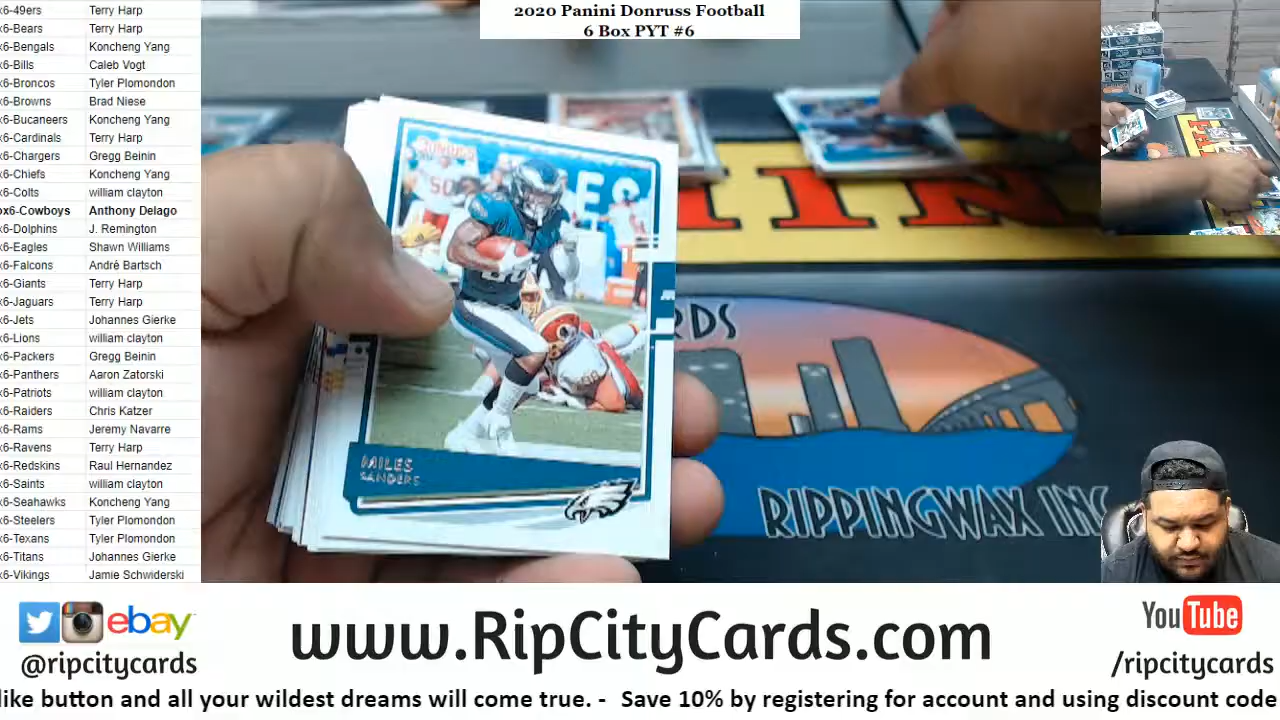 2020 Panini Donruss Football
6 Box PYT #6
x6-49ers Terry Harp
x6-Bears Terry Harp
x6-Bengals Koncheng Yang
x6-Bills Caleb Vogt
x6-Broncos Tyler Plomondon
x6-Browns Brad Niese
x6-Bucaneers Koncheng Yang
x6-Cardinals Terry Harp
x6-Chargers Gregg Beinin
x6-Chiefs Koncheng Yang
x6-Colts william clayton
ox6-Cowboys Anthony Delago
x6-Dolphins J. Remington
x6-Eagles Shawn Williams
x6-Falcons André Bartsch
x6-Giants Terry Harp
x6-Jaguars Terry Harp
x6-Jets Johannes Gierke
x6-Lions william clayton
x6-Packers Gregg Beinin
x6-Panthers Aaron Zatorski
x6-Patriots william clayton
x6-Raiders Chris Katzer
x6-Rams Jeremy Navarre
x6-Ravens Terry Harp
x6-Redskins Raul Hernandez
x6-Saints william clayton
x6-Seahawks Koncheng Yang
x6-Steelers Tyler Plomondon
x6-Texans Tyler Plomondon
x6-Titans Johannes Gierke
x6-Vikings Jamie Schwiderski
DONRUSS
50
ES
MILES
SANDERS
RDS
RIPPINGWAX INC
ebay
@ripcitycards
www.RipCityCards.com
YouTube
/ripcitycards
like button and all your wildest dreams will come true. - Save 10% by registering for account and using discount code